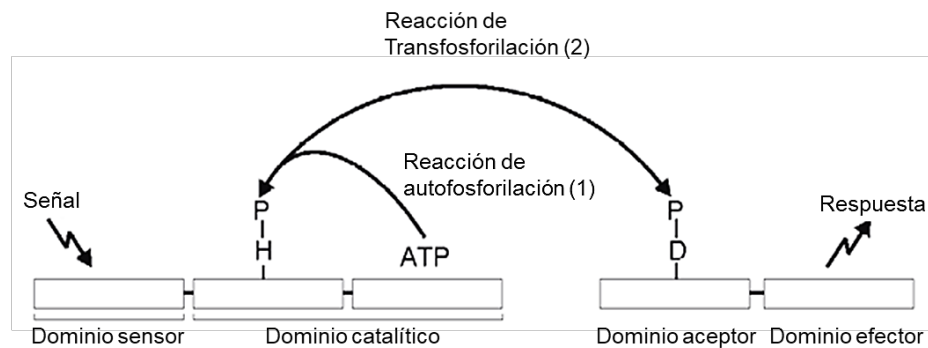 Reacción de
Transfosforilación (2)
Reacción de
autofosforilación (1)
Señal
P
H
ATP
P
D
Respuesta
Dominio sensor
Dominio catalítico
Dominio aceptor
Dominio efector